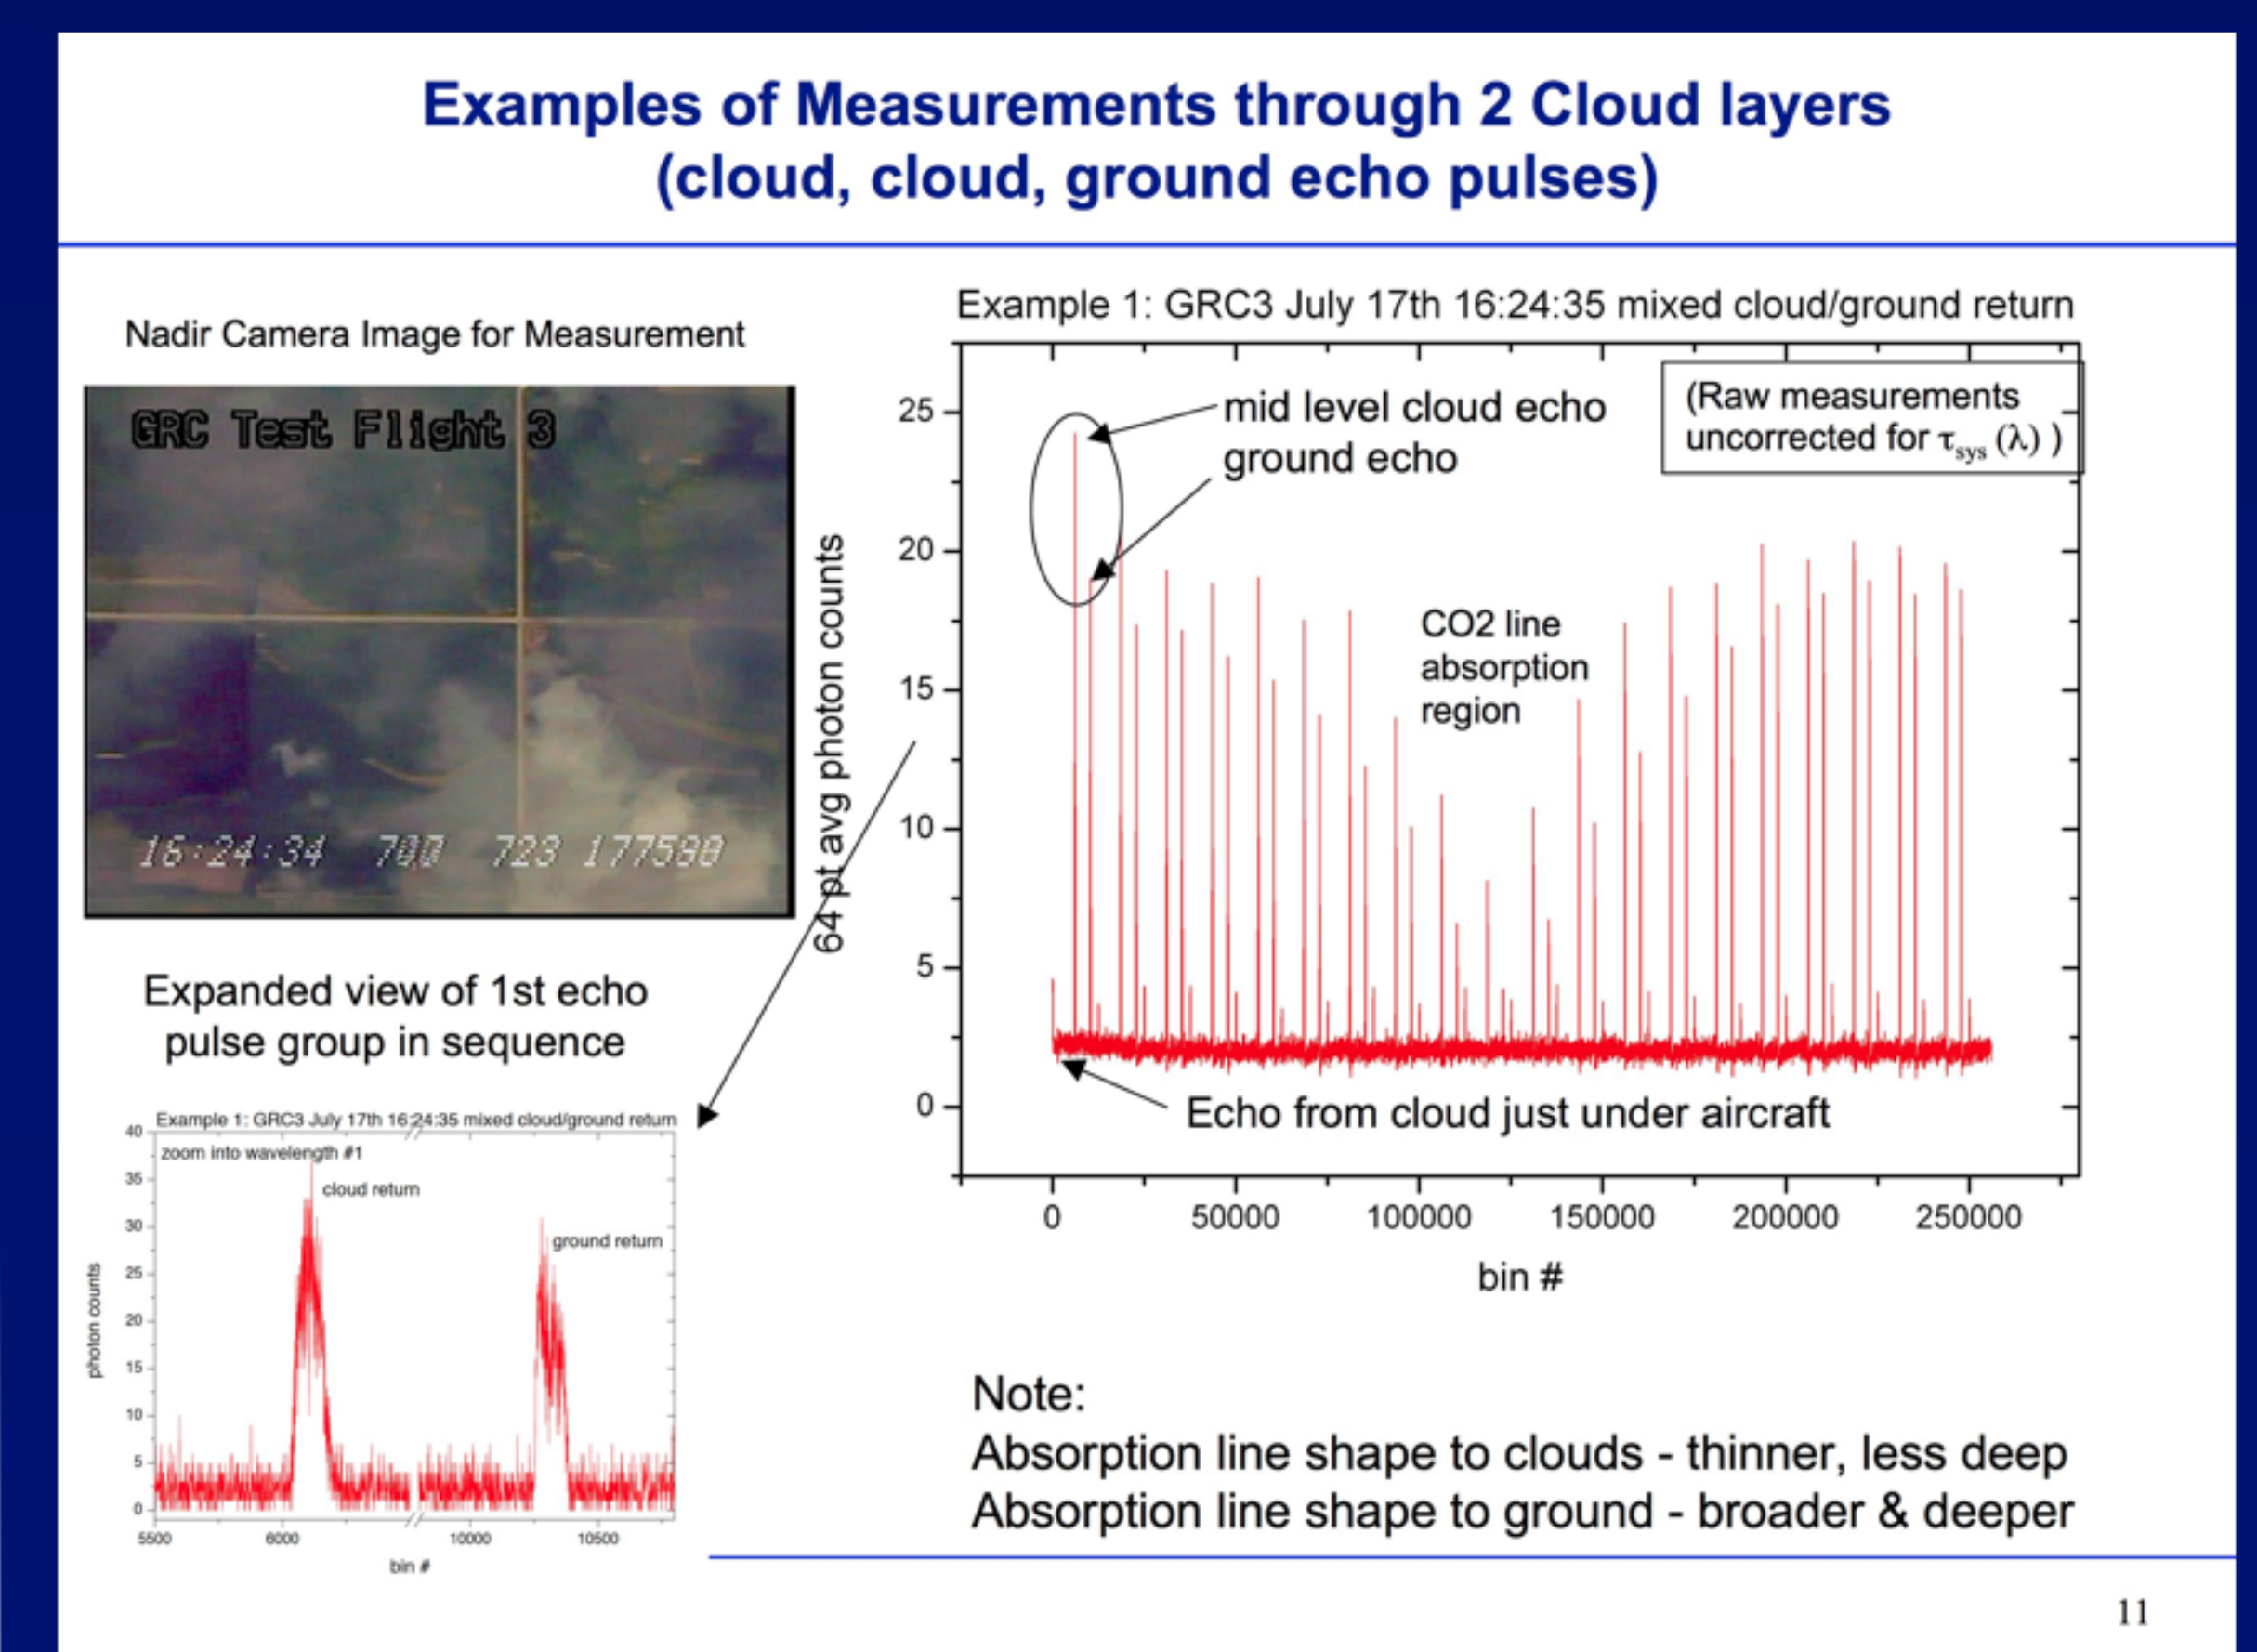 Examples of Measurements through 2 Cloud layers
(cloud, cloud, ground echo pulses)
Nadir Camera Image for Measurement
GRC Test Flight 3
16:24:34 700 723 177580
Expanded view of 1st echo
pulse group in sequence
Example 1: GRC3 July 17th 16:24:35 mixed cloud/ground return
zoom into wavelength #1
cloud return
ground return
photon counts
40
35
30
25
20
15
10
5
0
5500 6000 10000 10500
bin #
Example 1: GRC3 July 17th 16:24:35 mixed cloud/ground return
(Raw measurements
uncorrected for τsys (λ) )
mid level cloud echo
ground echo
CO2 line
absorption
region
Echo from cloud just under aircraft
64 pt avg photon counts
25
20
15
10
5
0
0 50000 100000 150000 200000 250000
bin #
Note:
Absorption line shape to clouds - thinner, less deep
Absorption line shape to ground - broader & deeper
11